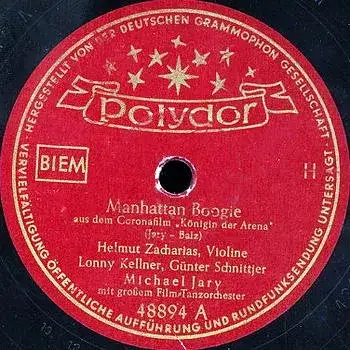 HERGESTELLT VON DER DEUTSCHEN GRAMMOPHON GESELLSCHAFT
VERVIELFÄLTIGUNG ÖFFENTLICHE AUFFÜHRUNG UND RUNDFUNKSENDUNG UNTERSAGT
Polydor
BIEM
H
Manhattan Boogie
aus dem Coronafilm „Königin der Arena"
(Jary - Balz)
Helmut Zacharias, Violine
Lonny Kellner, Günter Schnittjer
Michael Jary
mit großem Film-Tanzorchester
48894 A